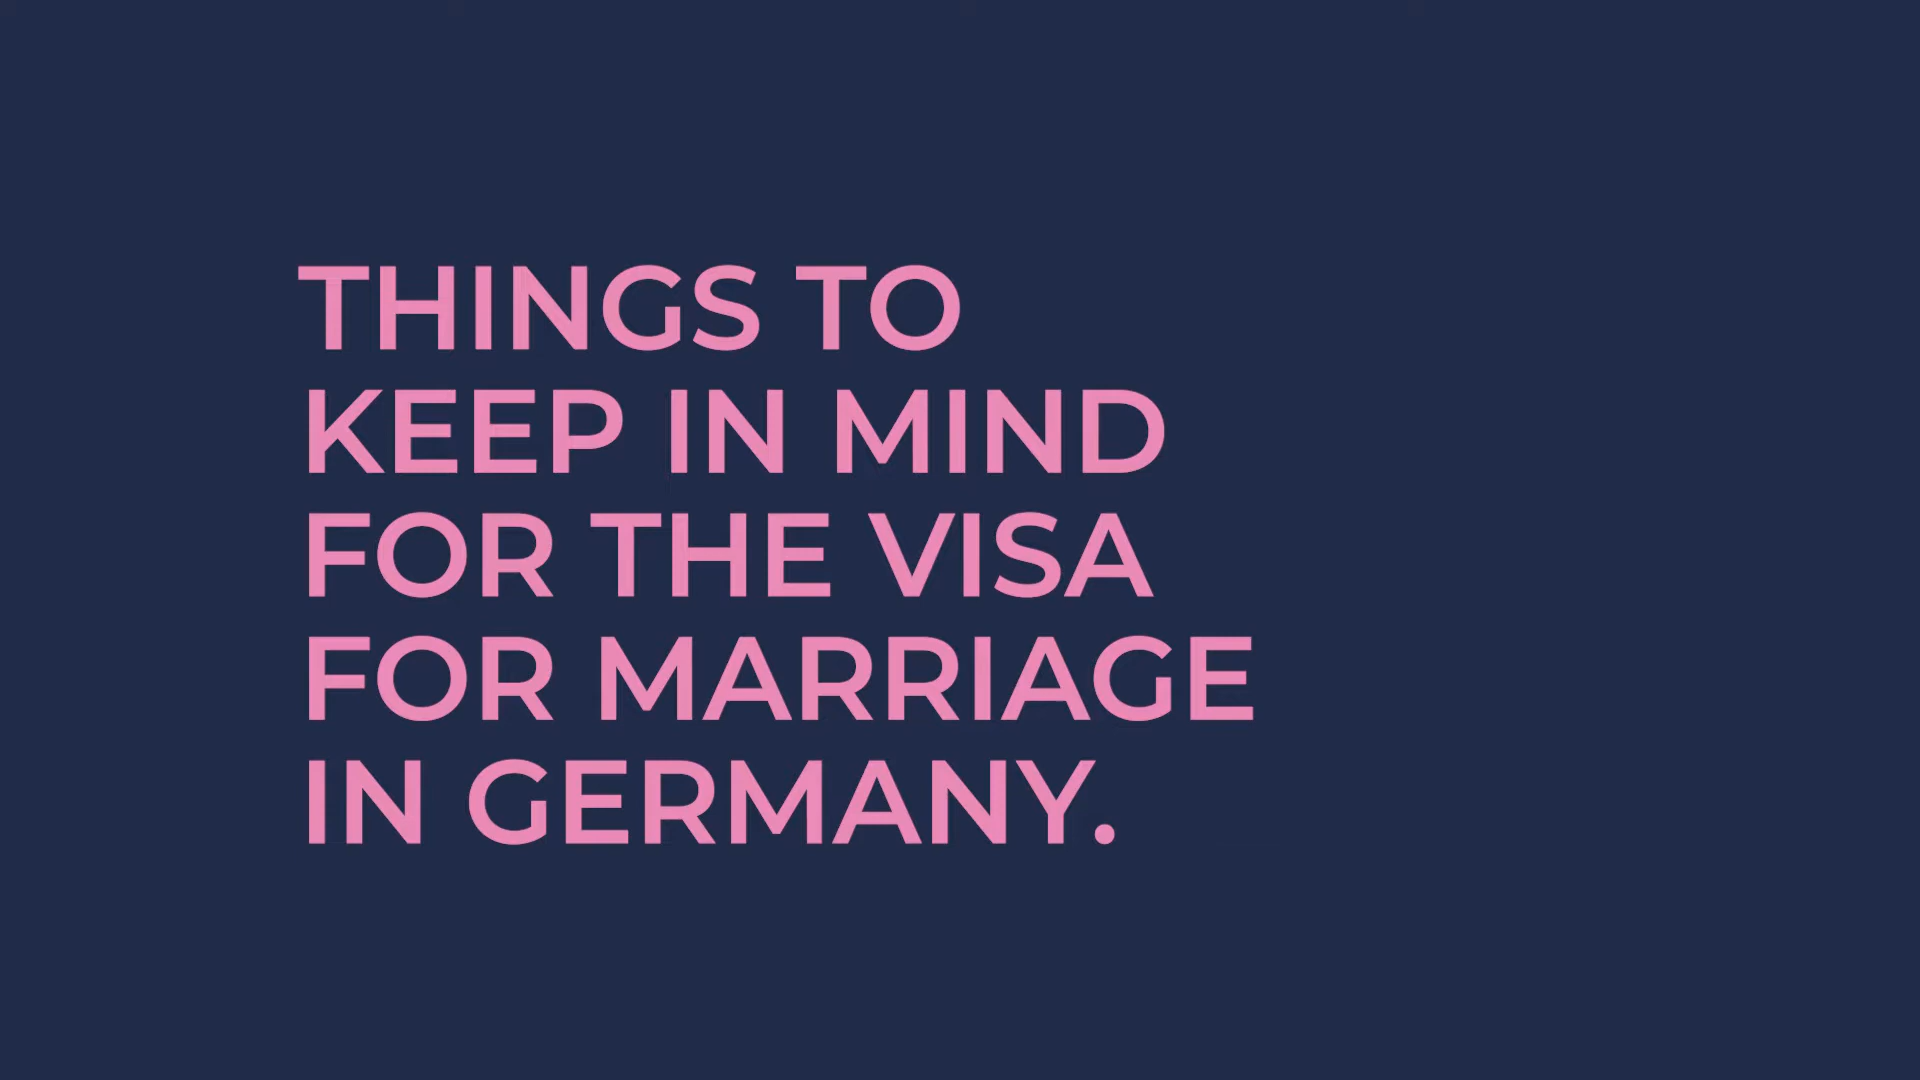 THINGS TO
KEEP IN MIND
FOR THE VISA
FOR MARRIAGE
IN GERMANY.